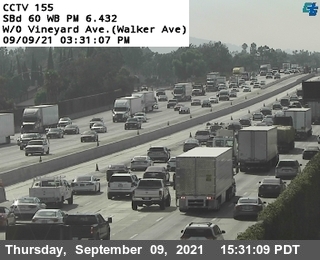 CCTV 155
SBd 60 WB PM 6.432
W/O Vineyard Ave.(Walker Ave)
09/09/21 03:31:07 PM
Thursday, September 09, 2021 15:31:09 PDT